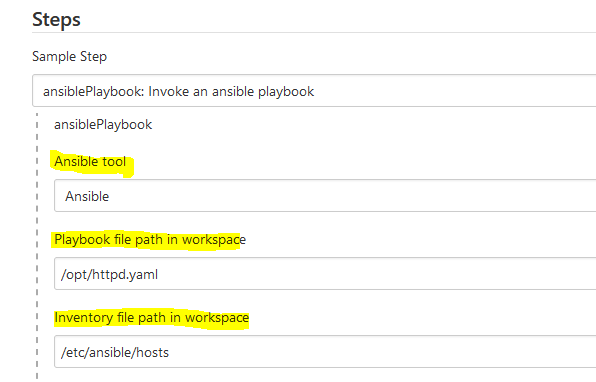 Steps
Sample Step
ansiblePlaybook: Invoke an ansible playbook
ansiblePlaybook
Ansible tool
Ansible
Playbook file path in workspace
/opt/httpd.yaml
Inventory file path in workspace
/etc/ansible/hosts